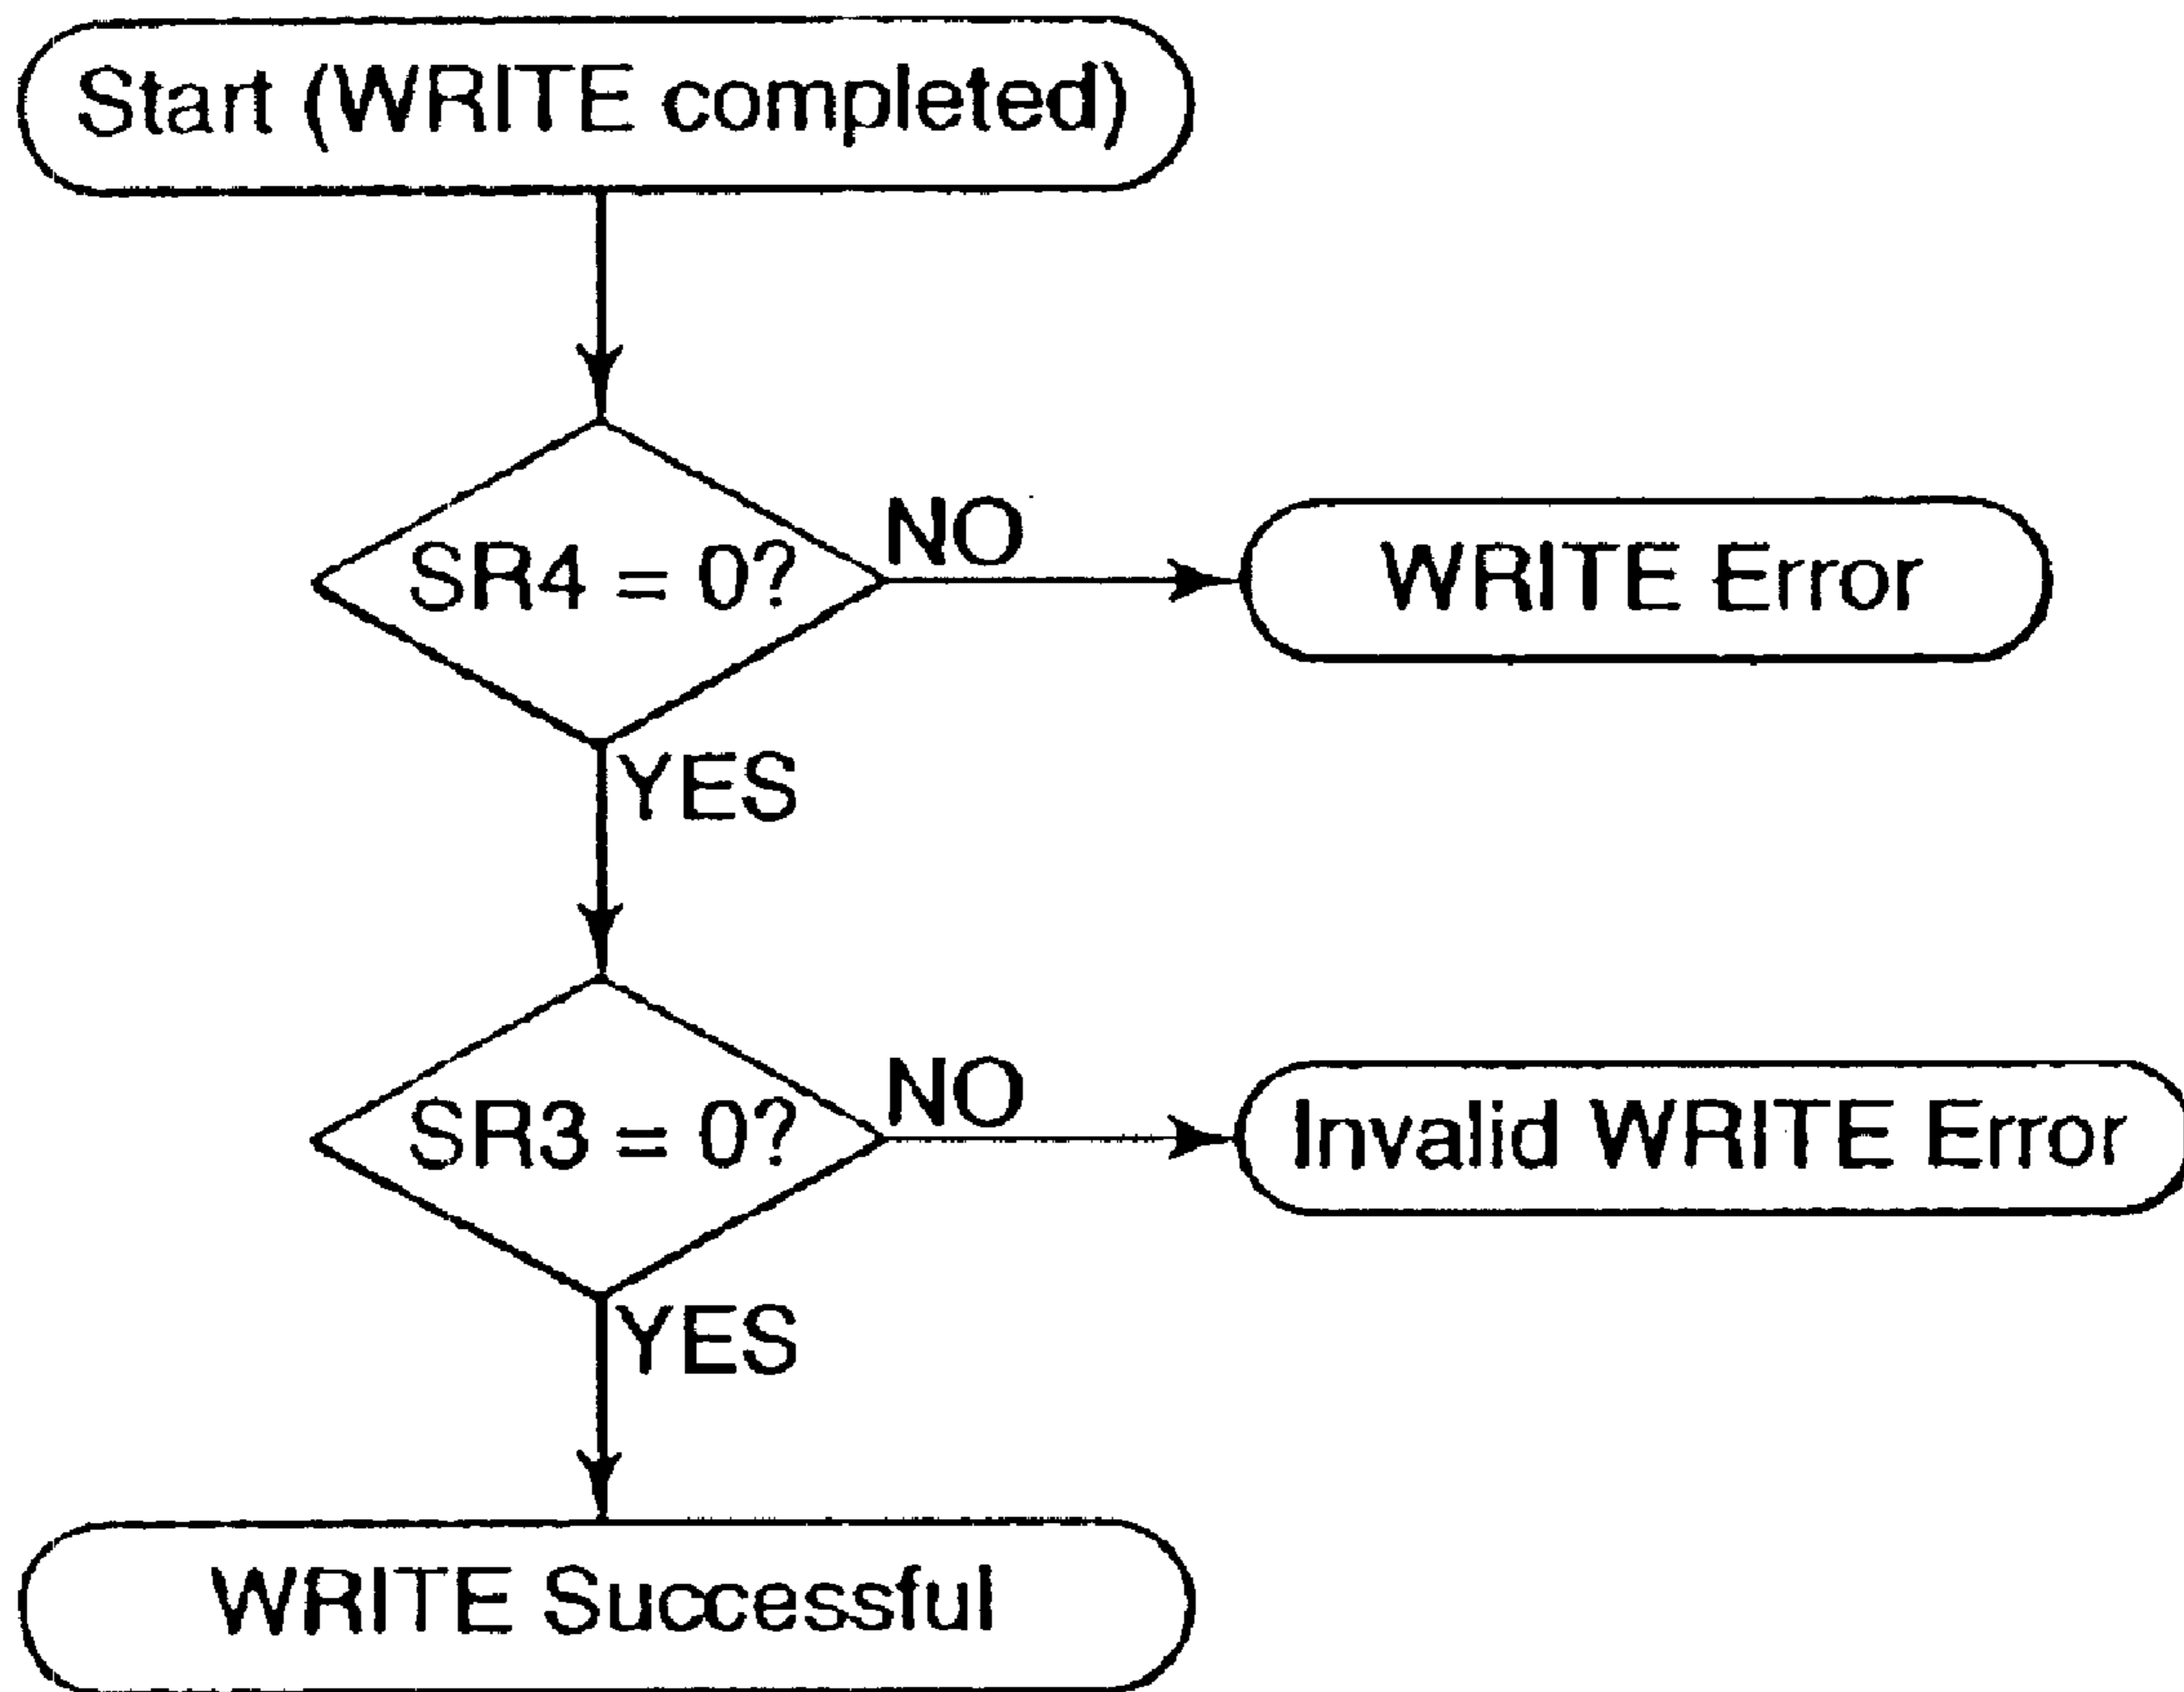 Start (WRITE completed)
SR4 = 0?
NO
WRITE Error
YES
SR3 = 0?
NO
Invalid WRITE Error
YES
WRITE Successful